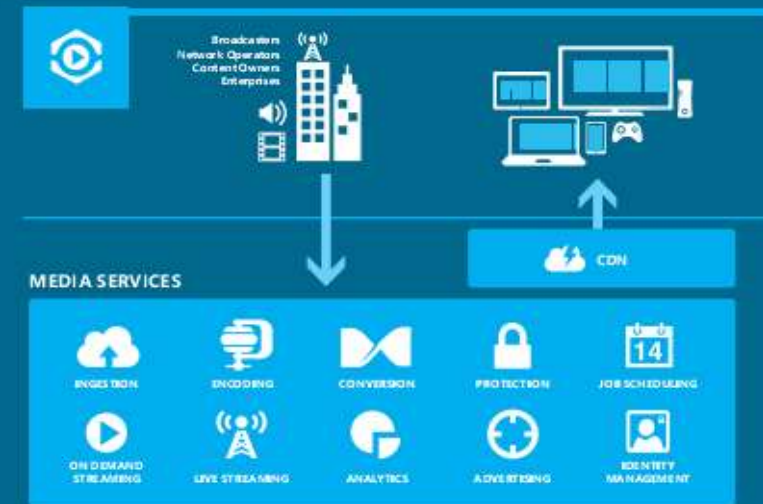 Broadcasters
Network Operators
Content Owners
Enterprises
CDN
MEDIA SERVICES
INGESTION
ENCODING
CONVERSION
PROTECTION
14
JOB SCHEDULING
ON DEMAND
STREAMING
LIVE STREAMING
ANALYTICS
ADVERTISING
IDENTITY
MANAGEMENT